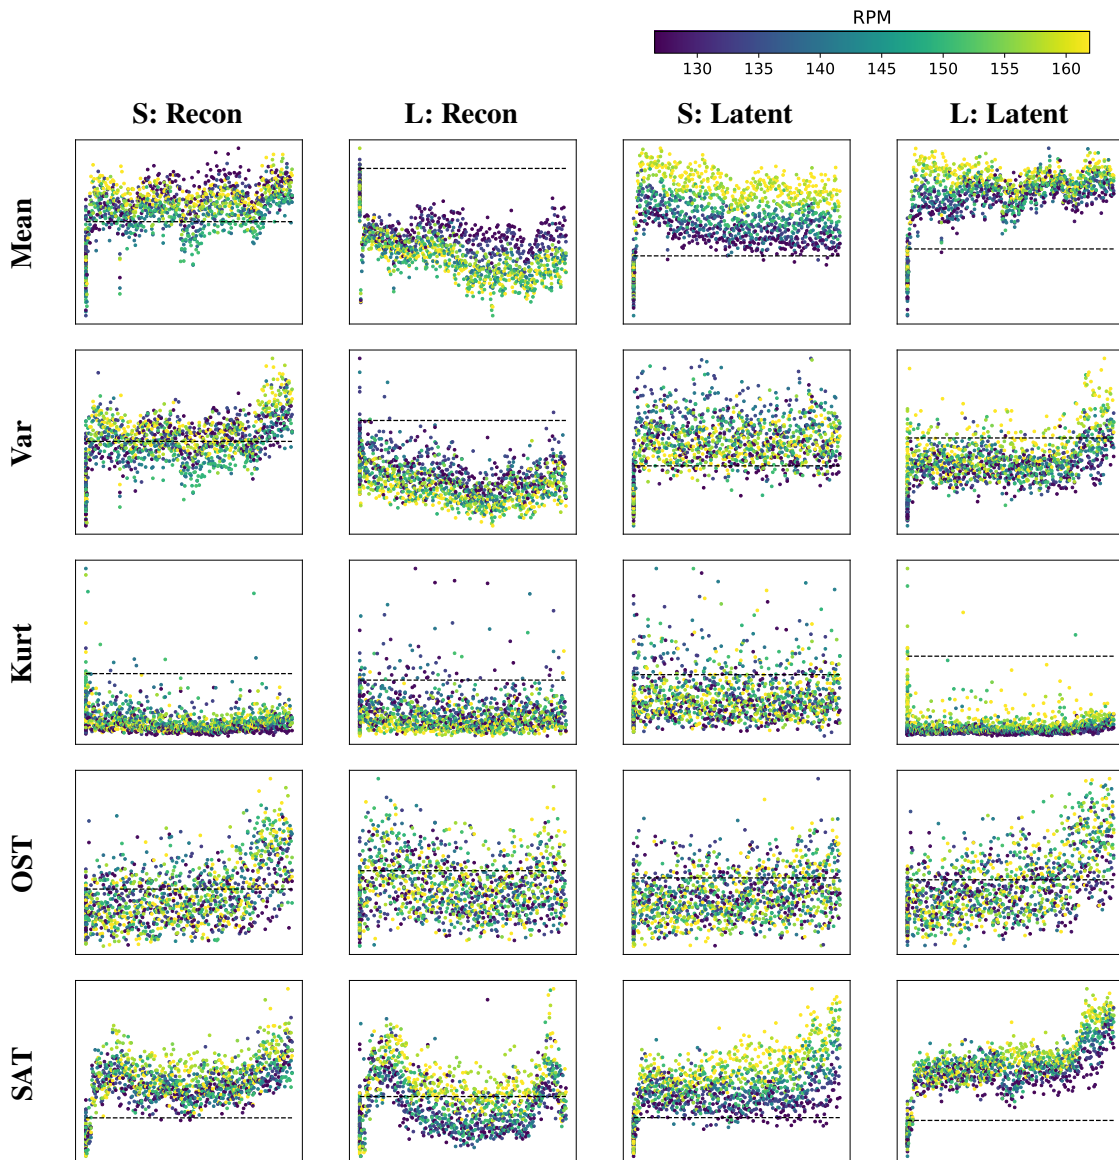 RPM
130 135 140 145 150 155 160
S: Recon L: Recon S: Latent L: Latent
Mean
Var
Kurt
OST
SAT